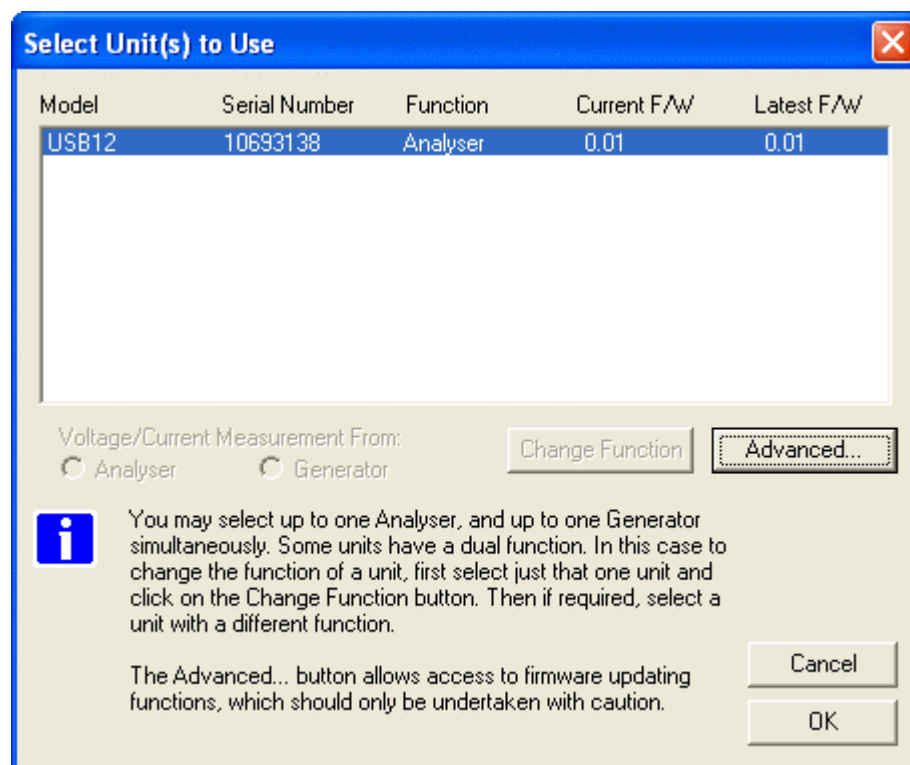 Select Unit(s) to Use
Model Serial Number Function Current F/W Latest F/W
USB12 10693138 Analyser 0.01 0.01
Voltage/Current Measurement From:
Analyser Generator
Change Function
Advanced...
You may select up to one Analyser, and up to one Generator
simultaneously. Some units have a dual function. In this case to
change the function of a unit, first select just that one unit and
click on the Change Function button. Then if required, select a
unit with a different function.
The Advanced... button allows access to firmware updating
functions, which should only be undertaken with caution.
Cancel
OK